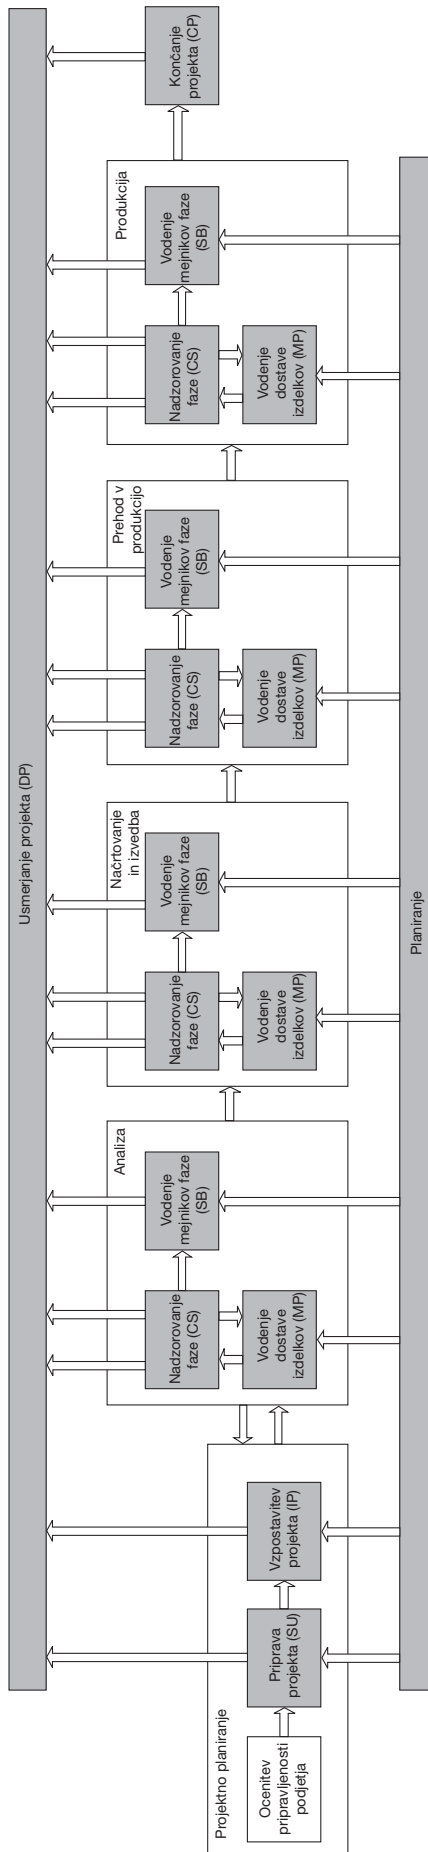 Usmerjanje projekta (DP)
Projektno planiranje
Ocenitev
pripravljenosti
podjetja
Priprava
projekta (SU)
Vzpostavitev
projekta (IP)
Analiza
Nadzorovanje
faze (CS)
Vodenje
dostave
izdelkov (MP)
Vodenje
mejnikov faze
(SB)
Načrtovanje
in izvedba
Nadzorovanje
faze (CS)
Vodenje
dostave
izdelkov (MP)
Vodenje
mejnikov faze
(SB)
Prehod v
produkcijo
Nadzorovanje
faze (CS)
Vodenje
dostave
izdelkov (MP)
Vodenje
mejnikov faze
(SB)
Produkcija
Nadzorovanje
faze (CS)
Vodenje
dostave
izdelkov (MP)
Vodenje
mejnikov faze
(SB)
Končanje
projekta (CP)
Planiranje